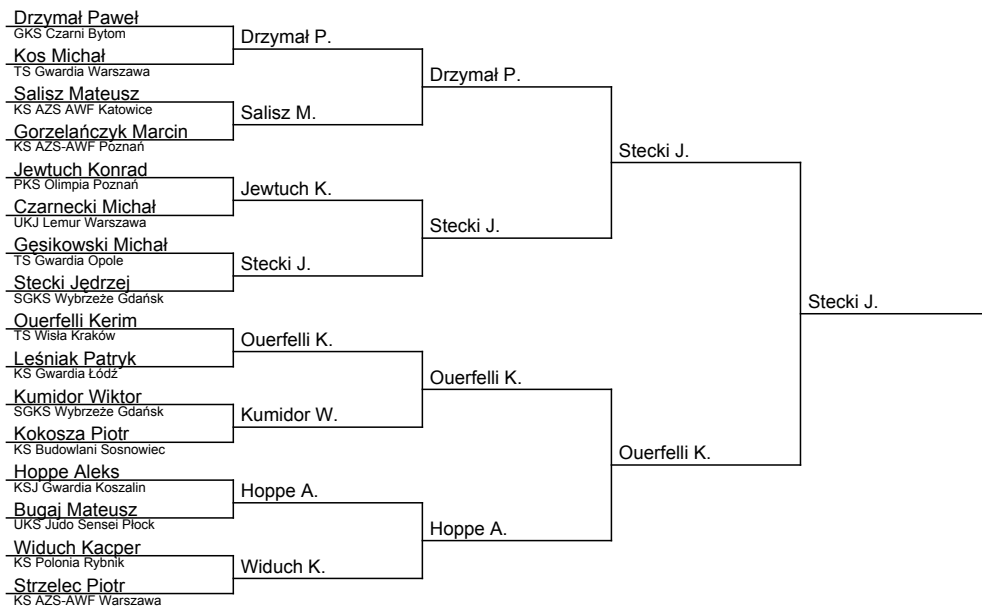 Drzymał Paweł
GKS Czarni Bytom
Kos Michał
TS Gwardia Warszawa
Salisz Mateusz
KS AZS AWF Katowice
Gorzelańczyk Marcin
KS AZS-AWF Poznań
Jewtuch Konrad
PKS Olimpia Poznań
Czarnecki Michał
UKJ Lemur Warszawa
Gęsikowski Michał
TS Gwardia Opole
Stecki Jędrzej
SGKS Wybrzeże Gdańsk
Ouerfelli Kerim
TS Wisła Kraków
Leśniak Patryk
KS Gwardia Łódź
Kumidor Wiktor
SGKS Wybrzeże Gdańsk
Kokosza Piotr
KS Budowlani Sosnowiec
Hoppe Aleks
KSJ Gwardia Koszalin
Bugaj Mateusz
UKS Judo Sensei Płock
Widuch Kacper
KS Polonia Rybnik
Strzelec Piotr
KS AZS-AWF Warszawa
Drzymał P.
Salisz M.
Jewtuch K.
Stecki J.
Ouerfelli K.
Kumidor W.
Hoppe A.
Widuch K.
Drzymał P.
Stecki J.
Ouerfelli K.
Hoppe A.
Stecki J.
Ouerfelli K.
Stecki J.